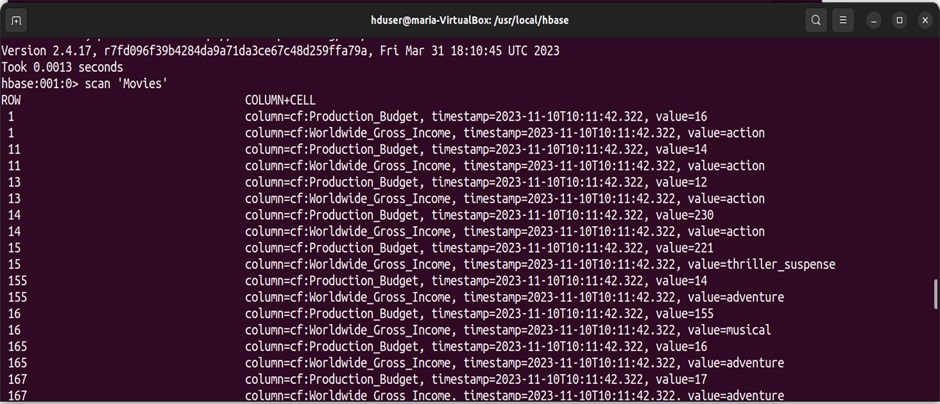 hduser@maria-VirtualBox: /usr/local/hbase
Version 2.4.17, r7fd096f39b4284da9a71da3ce67c48d259ffa79a, Fri Mar 31 18:10:45 UTC 2023
Took 0.0013 seconds
hbase:001:0> scan 'Movies'
ROW COLUMN+CELL
1 column=cf:Production_Budget, timestamp=2023-11-10T10:11:42.322, value=16
1 column=cf:Worldwide_Gross_Income, timestamp=2023-11-10T10:11:42.322, value=action
11 column=cf:Production_Budget, timestamp=2023-11-10T10:11:42.322, value=14
11 column=cf:Worldwide_Gross_Income, timestamp=2023-11-10T10:11:42.322, value=action
13 column=cf:Production_Budget, timestamp=2023-11-10T10:11:42.322, value=12
13 column=cf:Worldwide_Gross_Income, timestamp=2023-11-10T10:11:42.322, value=action
14 column=cf:Production_Budget, timestamp=2023-11-10T10:11:42.322, value=230
14 column=cf:Worldwide_Gross_Income, timestamp=2023-11-10T10:11:42.322, value=action
15 column=cf:Production_Budget, timestamp=2023-11-10T10:11:42.322, value=221
15 column=cf:Worldwide_Gross_Income, timestamp=2023-11-10T10:11:42.322, value=thriller_suspense
155 column=cf:Production_Budget, timestamp=2023-11-10T10:11:42.322, value=14
155 column=cf:Worldwide_Gross_Income, timestamp=2023-11-10T10:11:42.322, value=adventure
16 column=cf:Production_Budget, timestamp=2023-11-10T10:11:42.322, value=155
16 column=cf:Worldwide_Gross_Income, timestamp=2023-11-10T10:11:42.322, value=musical
165 column=cf:Production_Budget, timestamp=2023-11-10T10:11:42.322, value=16
165 column=cf:Worldwide_Gross_Income, timestamp=2023-11-10T10:11:42.322, value=adventure
167 column=cf:Production_Budget, timestamp=2023-11-10T10:11:42.322, value=17
167 column=cf:Worldwide_Gross_Income, timestamp=2023-11-10T10:11:42.322, value=adventure